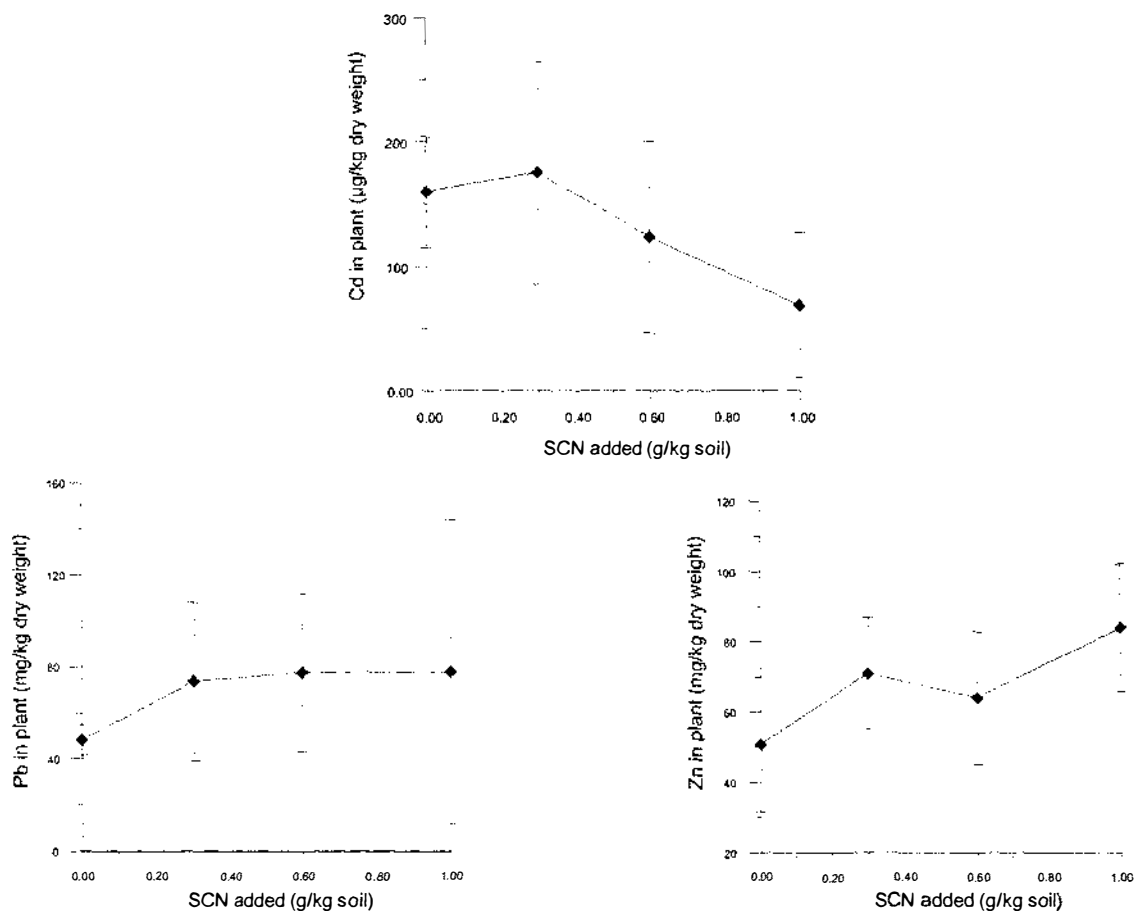 300
200
100
0.00
Cd in plant (µg/kg dry weight)
0.00 0.20 0.40 0.60 0.80 1.00
SCN added (g/kg soil)
160
120
80
40
0
Pb in plant (mg/kg dry weight)
0.00 0.20 0.40 0.60 0.80 1.00
SCN added (g/kg soil)
120
100
80
60
40
20
Zn in plant (mg/kg dry weight)
0.00 0.20 0.40 0.60 0.80 1.00
SCN added (g/kg soil)